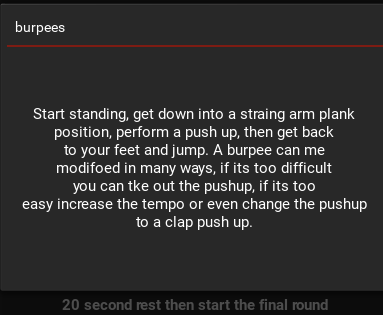 burpees
Start standing, get down into a straing arm plank
position, perform a push up, then get back
to your feet and jump. A burpee can me
modifoed in many ways, if its too difficult
you can tke out the pushup, if its too
easy increase the tempo or even change the pushup
to a clap push up.
20 second rest then start the final round